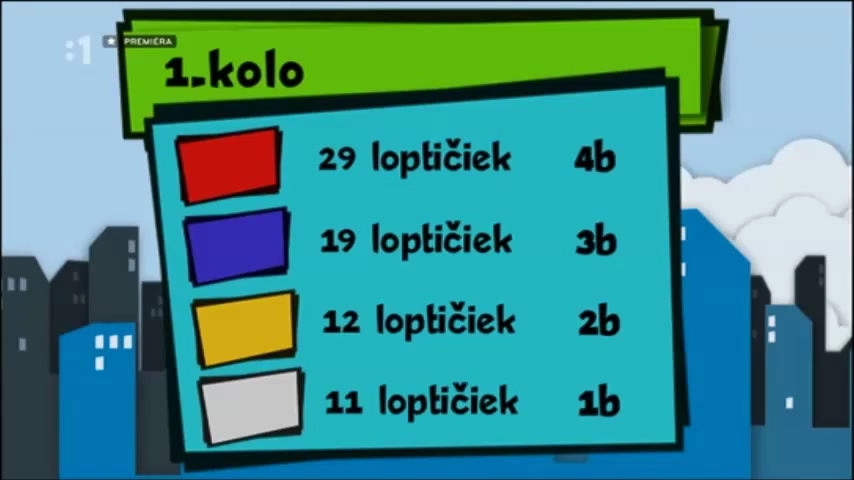 :1 ★ PREMIÉRA
1.kolo
29 loptičiek 4b
19 loptičiek 3b
12 loptičiek 2b
11 loptičiek 1b